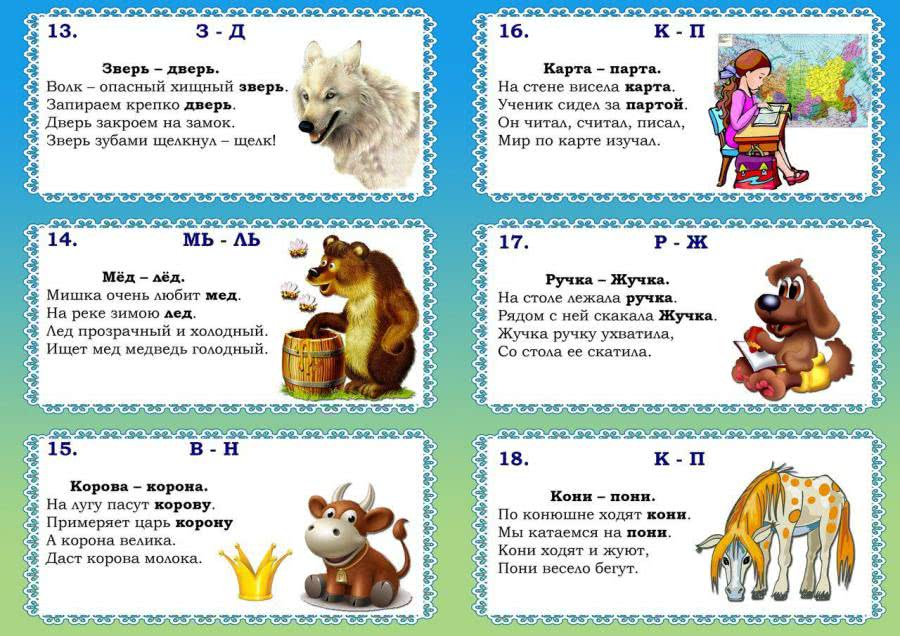 13. З - Д
Зверь – дверь.
Волк – опасный хищный зверь.
Запираем крепко дверь.
Дверь закроем на замок.
Зверь зубами щелкнул – щелк!
14. МЬ - ЛЬ
Мёд – лёд.
Мишка очень любит мед.
На реке зимою лед.
Лед прозрачный и холодный.
Ищет мед медведь голодный.
15. В - Н
Корова – корона.
На лугу пасут корову.
Примеряет царь корону
А корона велика.
Даст корова молока.
16. К - П
Карта – парта.
На стене висела карта.
Ученик сидел за партой.
Он читал, считал, писал,
Мир по карте изучал.
17. Р - Ж
Ручка – Жучка.
На столе лежала ручка.
Рядом с ней скакала Жучка.
Жучка ручку ухватила,
Со стола ее скатила.
18. К - П
Кони – пони.
По конюшне ходят кони.
Мы катаемся на пони.
Кони ходят и жуют,
Пони весело бегут.